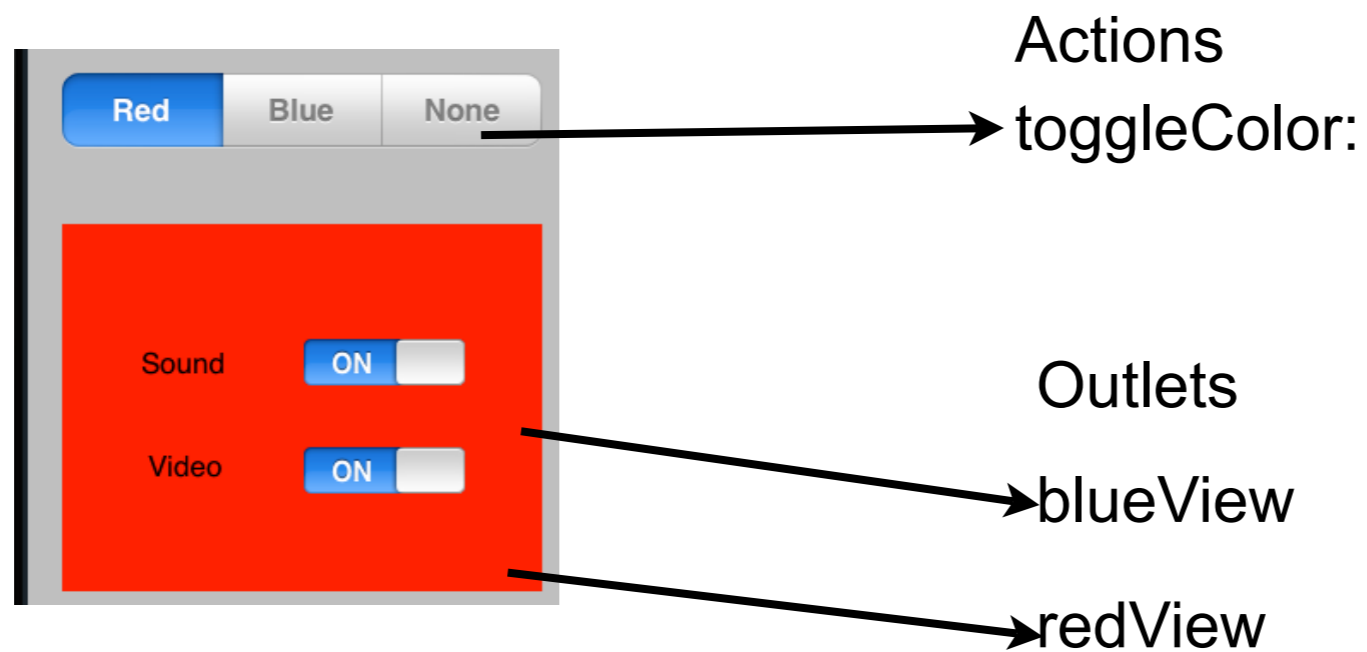 Red Blue None
Sound ON
Video ON
Actions
toggleColor:
Outlets
blueView
redView